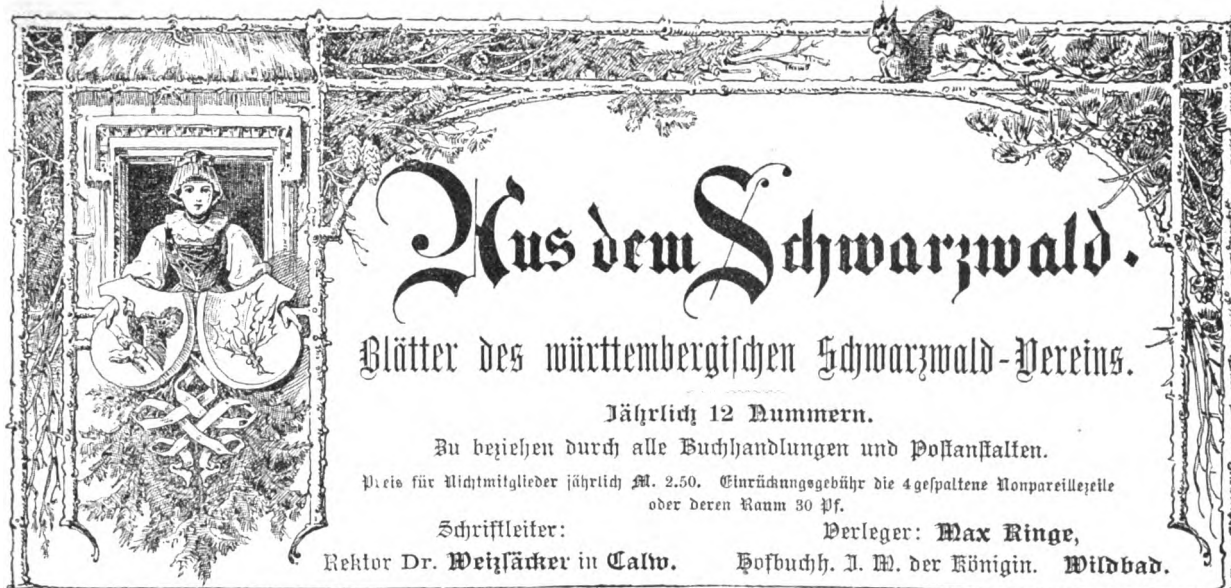 Aus dem Schwarzwald.
Blätter des württembergischen Schwarzwald-Vereins.
Jährlich 12 Nummern.
Zu beziehen durch alle Buchhandlungen und Postanstalten.
Preis für Nichtmitglieder jährlich M. 2.50. Einrückungsgebühr die 4gespaltene Nonpareillezeile
oder deren Raum 30 Pf.
Schriftleiter:
Rektor Dr. Weizsäcker in Calw.
Verleger: Max Ringe,
Hofbuchh. I. M. der Königin. Wildbad.